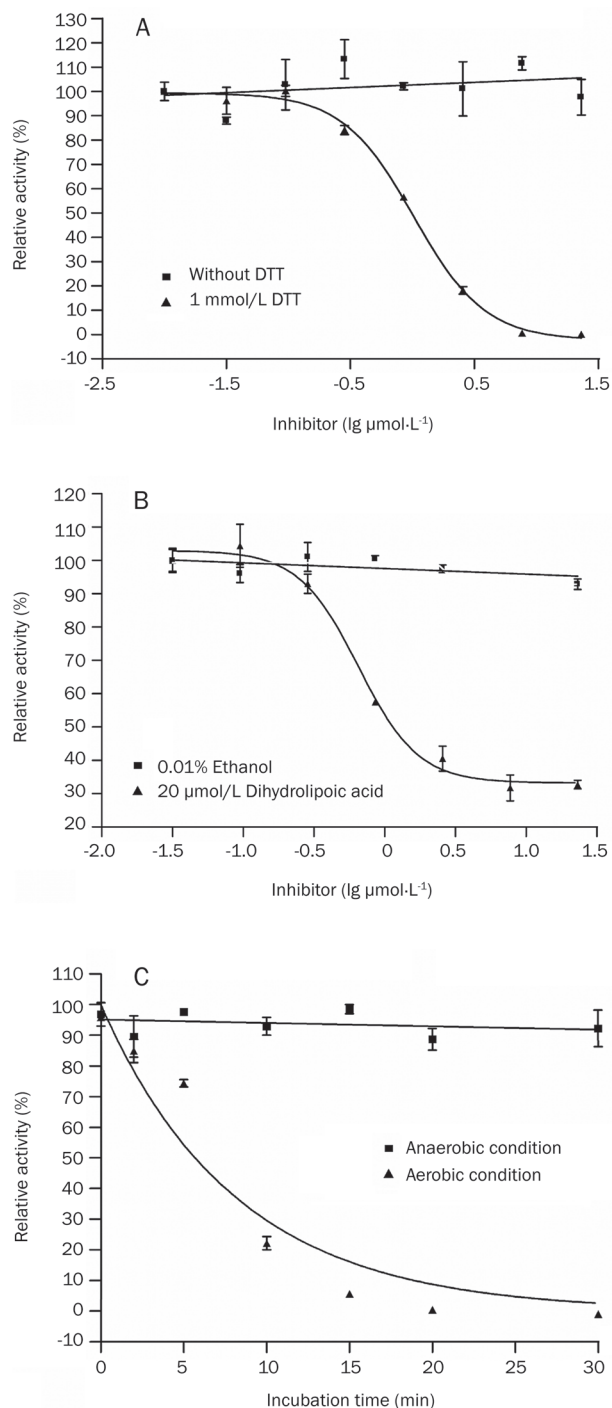 A
130
120
110
100
90
80
70
60
50
40
30
20
10
0
-10
Relative activity (%)
Without DTT
1 mmol/L DTT
-2.5 -1.5 -0.5 0.5 1.5
Inhibitor (lg µmol·L-1)
B
120
110
100
90
80
70
60
50
40
30
20
Relative activity (%)
0.01% Ethanol
20 µmol/L Dihydrolipoic acid
-2.0 -1.5 -1.0 -0.5 0 0.5 1.0 1.5
Inhibitor (lg µmol·L-1)
C
110
100
90
80
70
60
50
40
30
20
10
0
-10
Relative activity (%)
Anaerobic condition
Aerobic condition
0 5 10 15 20 25 30
Incubation time (min)